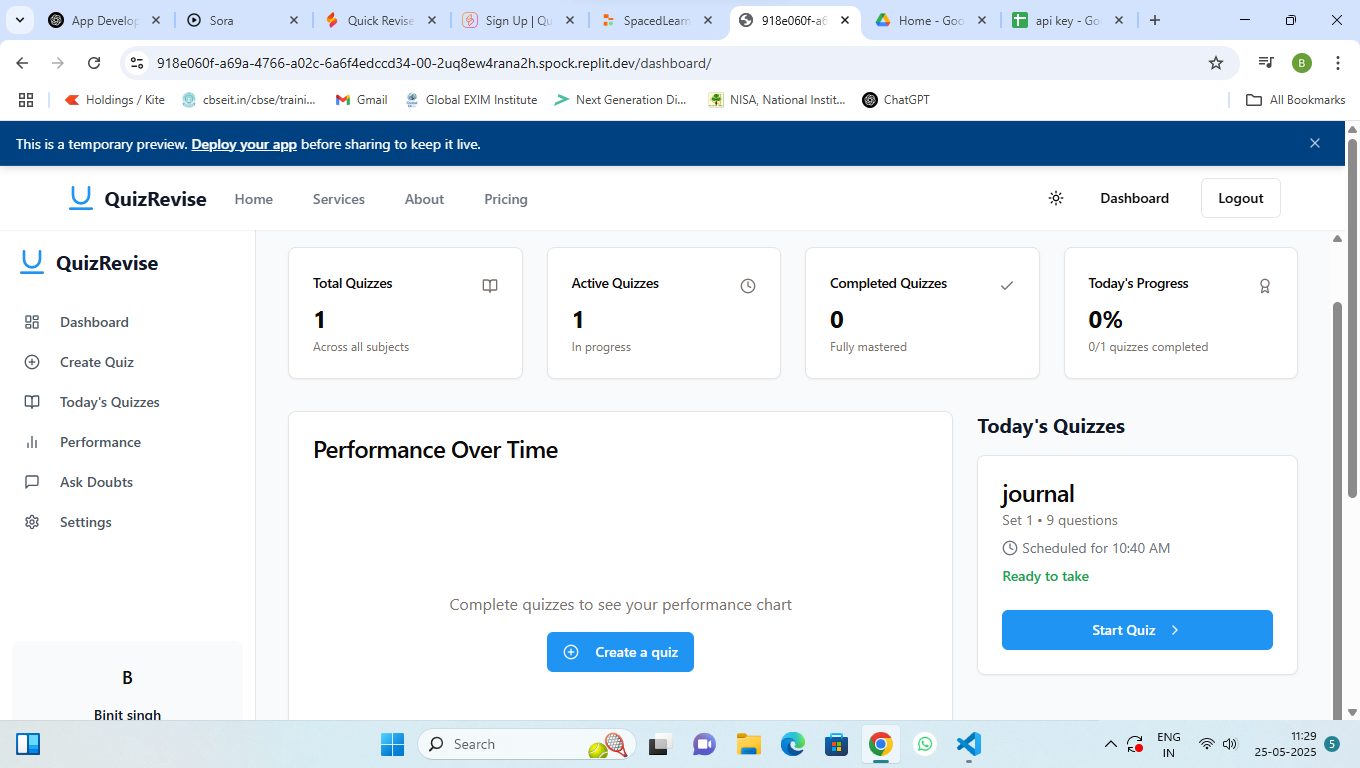 App Develop
Sora
Quick Revise
Sign Up | Qu
SpacedLearn
918e060f-a6
Home - Goo
api key - Go
918e060f-a69a-4766-a02c-6a6f4edccd34-00-2uq8ew4rana2h.spock.replit.dev/dashboard/
B
Holdings / Kite
cbseit.in/cbse/traini...
Gmail
Global EXIM Institute
Next Generation Di...
NISA, National Instit...
ChatGPT
All Bookmarks
This is a temporary preview. Deploy your app before sharing to keep it live.
QuizRevise
Home
Services
About
Pricing
Dashboard
Logout
QuizRevise
Dashboard
Create Quiz
Today's Quizzes
Performance
Ask Doubts
Settings
B
Binit singh
Total Quizzes
1
Across all subjects
Active Quizzes
1
In progress
Completed Quizzes
0
Fully mastered
Today's Progress
0%
0/1 quizzes completed
Performance Over Time
Complete quizzes to see your performance chart
Create a quiz
Today's Quizzes
journal
Set 1 • 9 questions
Scheduled for 10:40 AM
Ready to take
Start Quiz
Search
ENG
IN
11:29
25-05-2025
5